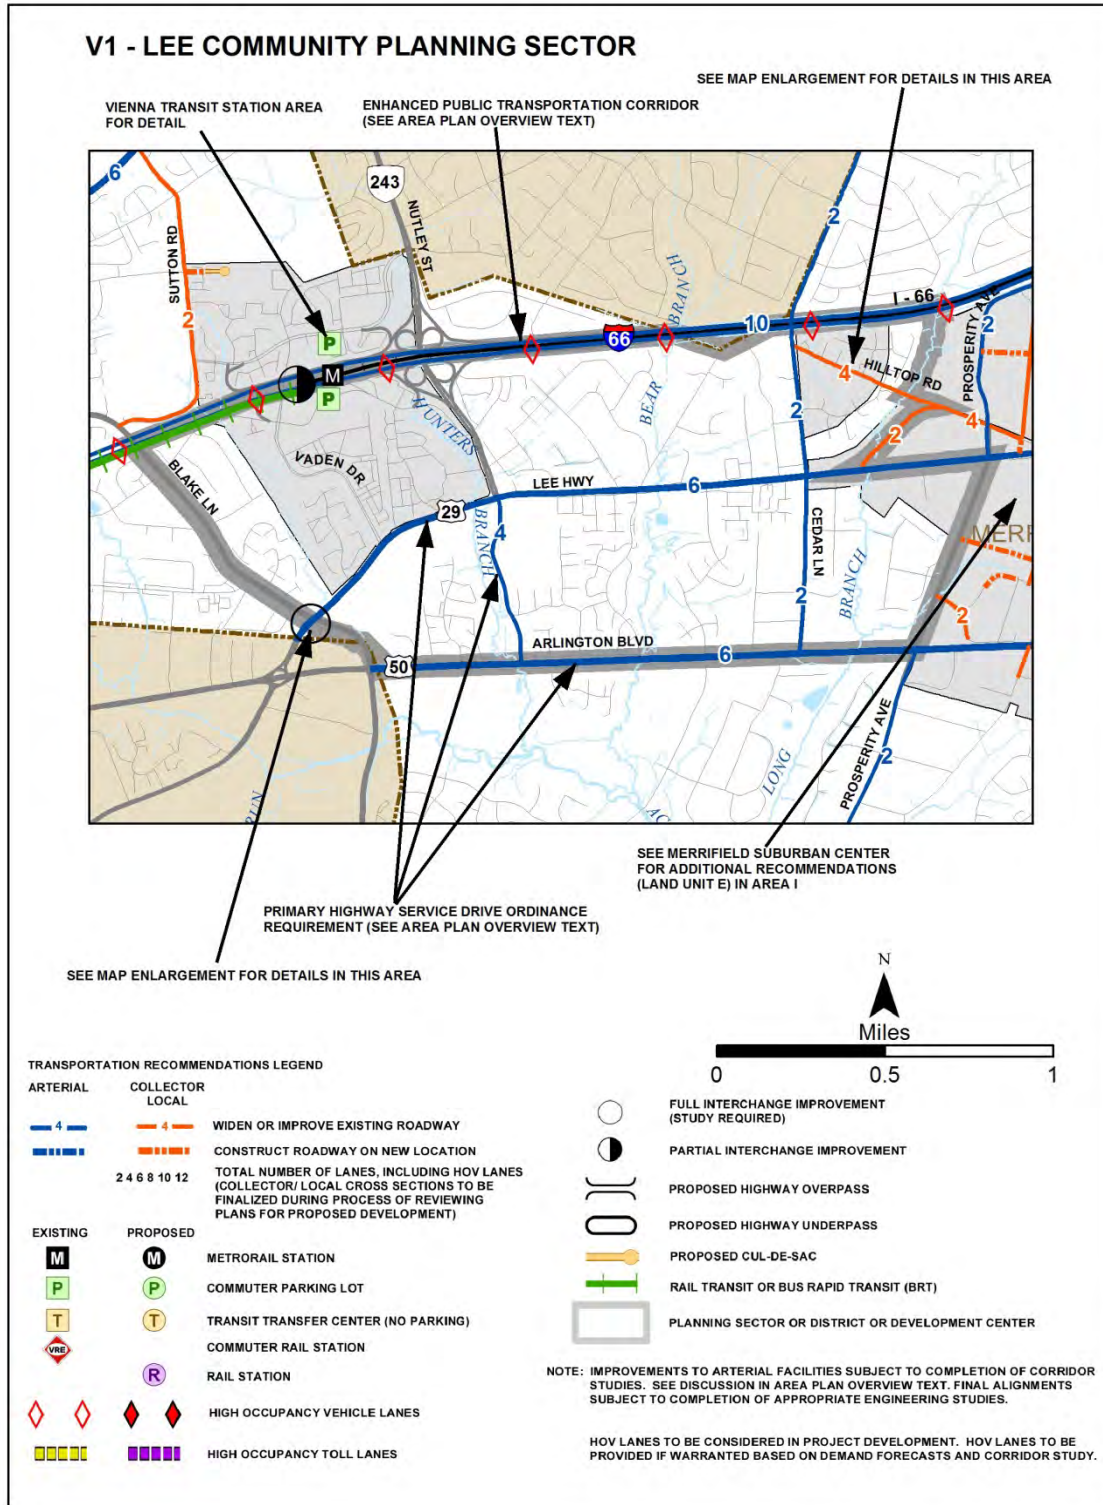 V1 - LEE COMMUNITY PLANNING SECTOR
SEE MAP ENLARGEMENT FOR DETAILS IN THIS AREA
VIENNA TRANSIT STATION AREA
FOR DETAIL
ENHANCED PUBLIC TRANSPORTATION CORRIDOR
(SEE AREA PLAN OVERVIEW TEXT)
6
243
NUTLEY ST
2
SUTTON RD
2
BRANCH
I - 66
10
66
PROSPERITY AVE
2
P
M
P
4
HILLTOP RD
4
2
2
HUNTERS
BRANCH
BEAR
VADEN DR
BLAKE LN
LEE HWY
6
29
4
CEDAR LN
2
BRANCH
MERR
2
ARLINGTON BLVD
6
50
PROSPERITY AVE
2
LONG
AC
RUN
SEE MERRIFIELD SUBURBAN CENTER
FOR ADDITIONAL RECOMMENDATIONS
(LAND UNIT E) IN AREA I
PRIMARY HIGHWAY SERVICE DRIVE ORDINANCE
REQUIREMENT (SEE AREA PLAN OVERVIEW TEXT)
SEE MAP ENLARGEMENT FOR DETAILS IN THIS AREA
N
Miles
0 0.5 1
TRANSPORTATION RECOMMENDATIONS LEGEND
ARTERIAL
COLLECTOR
LOCAL
4 4 WIDEN OR IMPROVE EXISTING ROADWAY
CONSTRUCT ROADWAY ON NEW LOCATION
2 4 6 8 10 12 TOTAL NUMBER OF LANES, INCLUDING HOV LANES
(COLLECTOR/ LOCAL CROSS SECTIONS TO BE
FINALIZED DURING PROCESS OF REVIEWING
PLANS FOR PROPOSED DEVELOPMENT)
EXISTING PROPOSED
M M METRORAIL STATION
P P COMMUTER PARKING LOT
T T TRANSIT TRANSFER CENTER (NO PARKING)
VRE COMMUTER RAIL STATION
R RAIL STATION
HIGH OCCUPANCY VEHICLE LANES
HIGH OCCUPANCY TOLL LANES
FULL INTERCHANGE IMPROVEMENT
(STUDY REQUIRED)
PARTIAL INTERCHANGE IMPROVEMENT
PROPOSED HIGHWAY OVERPASS
PROPOSED HIGHWAY UNDERPASS
PROPOSED CUL-DE-SAC
RAIL TRANSIT OR BUS RAPID TRANSIT (BRT)
PLANNING SECTOR OR DISTRICT OR DEVELOPMENT CENTER
NOTE: IMPROVEMENTS TO ARTERIAL FACILITIES SUBJECT TO COMPLETION OF CORRIDOR
STUDIES. SEE DISCUSSION IN AREA PLAN OVERVIEW TEXT. FINAL ALIGNMENTS
SUBJECT TO COMPLETION OF APPROPRIATE ENGINEERING STUDIES.
HOV LANES TO BE CONSIDERED IN PROJECT DEVELOPMENT. HOV LANES TO BE
PROVIDED IF WARRANTED BASED ON DEMAND FORECASTS AND CORRIDOR STUDY.